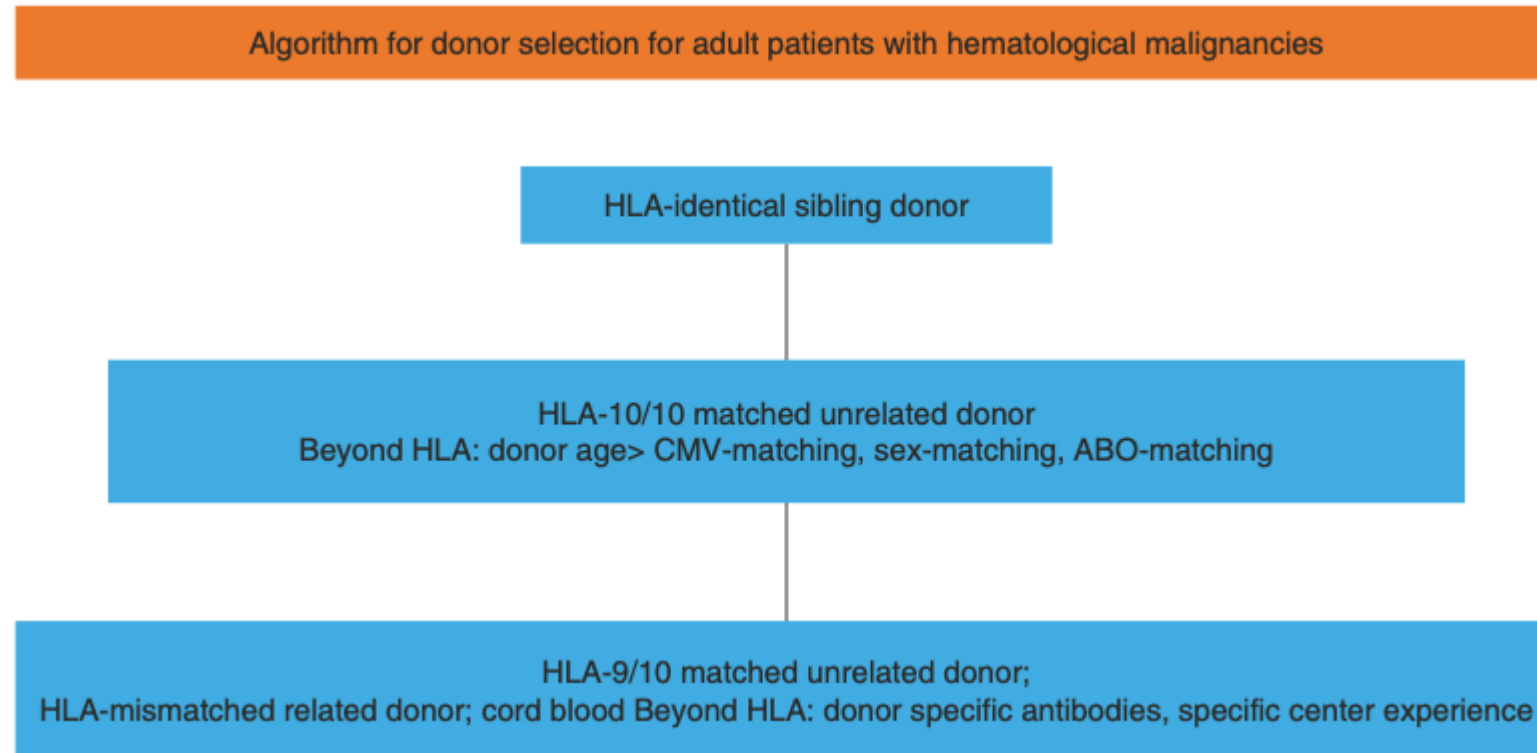 Algorithm for donor selection for adult patients with hematological malignancies
HLA-identical sibling donor
HLA-10/10 matched unrelated donor
Beyond HLA: donor age> CMV-matching, sex-matching, ABO-matching
HLA-9/10 matched unrelated donor;
HLA-mismatched related donor; cord blood Beyond HLA: donor specific antibodies, specific center experience